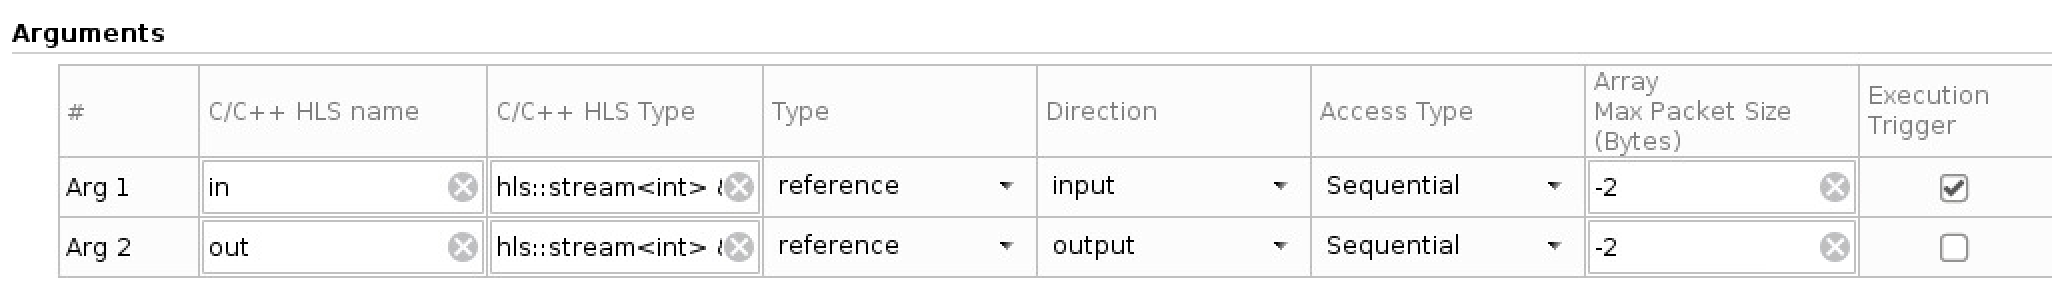 Arguments
# C/C++ HLS name C/C++ HLS Type Type Direction Access Type Array Max Packet Size (Bytes) Execution Trigger
Arg 1 in hls::stream<int> reference input Sequential -2
Arg 2 out hls::stream<int> reference output Sequential -2